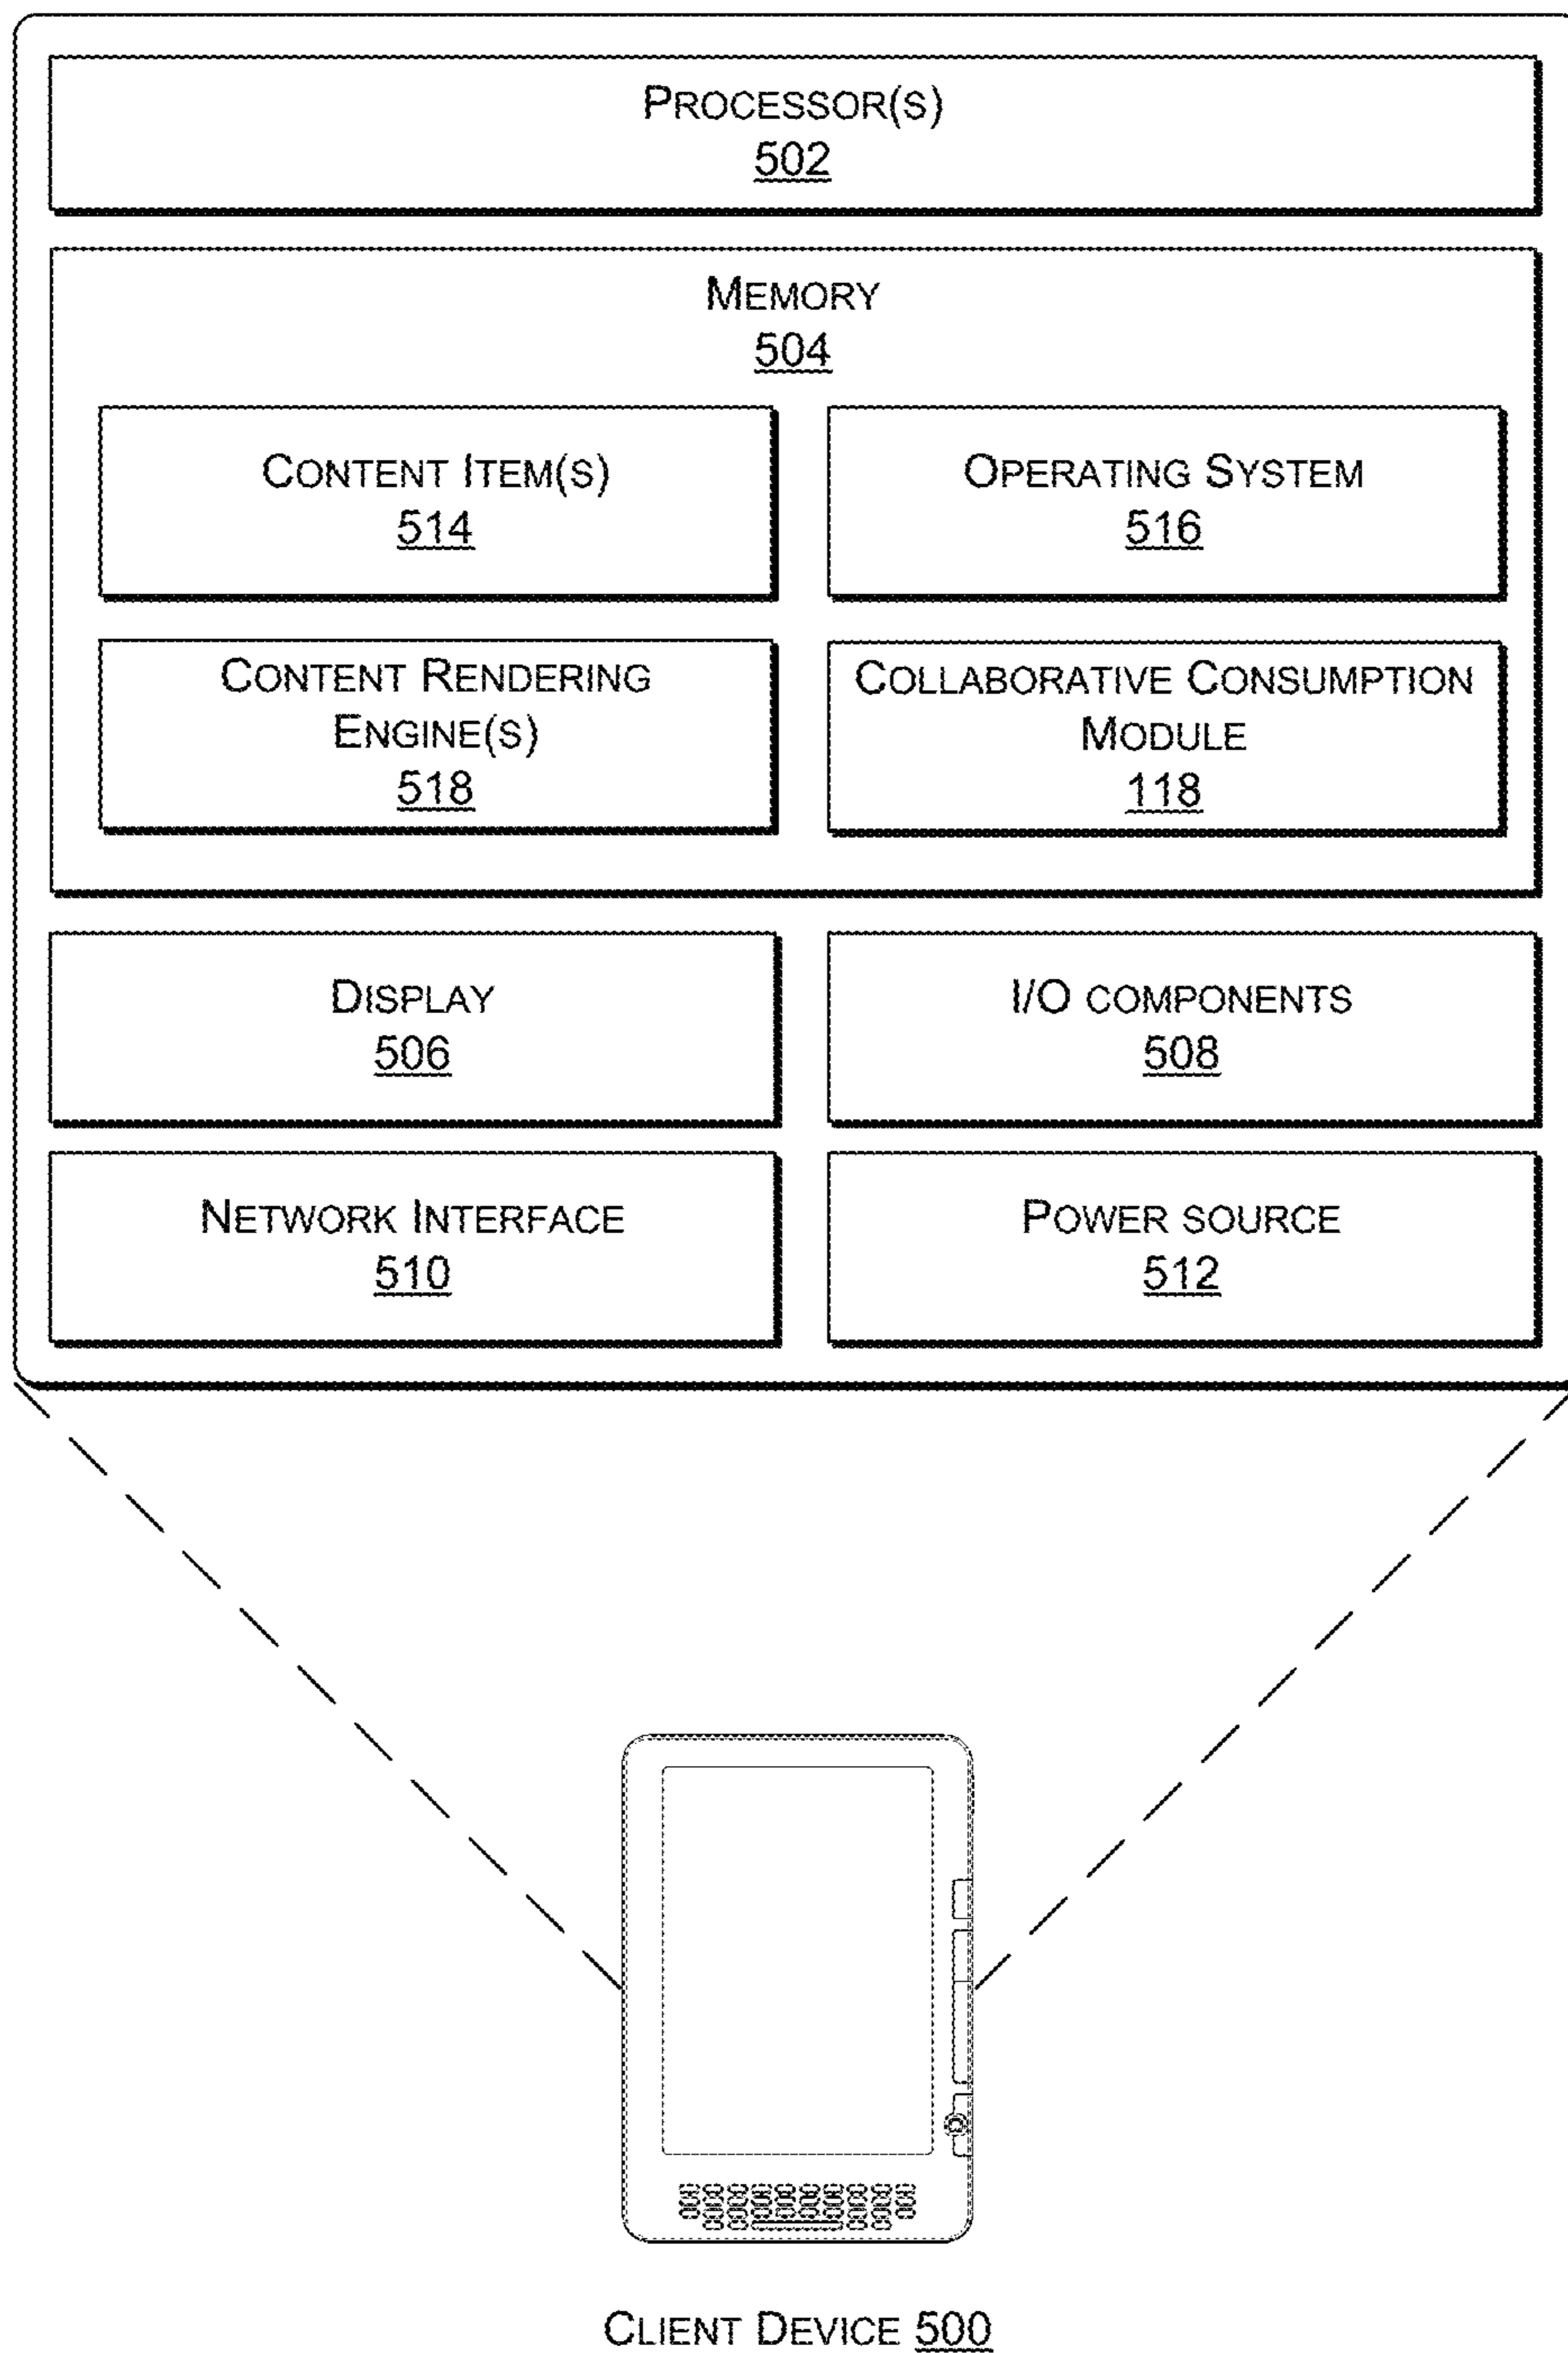 PROCESSOR(S)
502
MEMORY
504
CONTENT ITEM(S)
514
OPERATING SYSTEM
516
CONTENT RENDERING
ENGINE(S)
518
COLLABORATIVE CONSUMPTION
MODULE
118
DISPLAY
506
I/O COMPONENTS
508
NETWORK INTERFACE
510
POWER SOURCE
512
CLIENT DEVICE 500